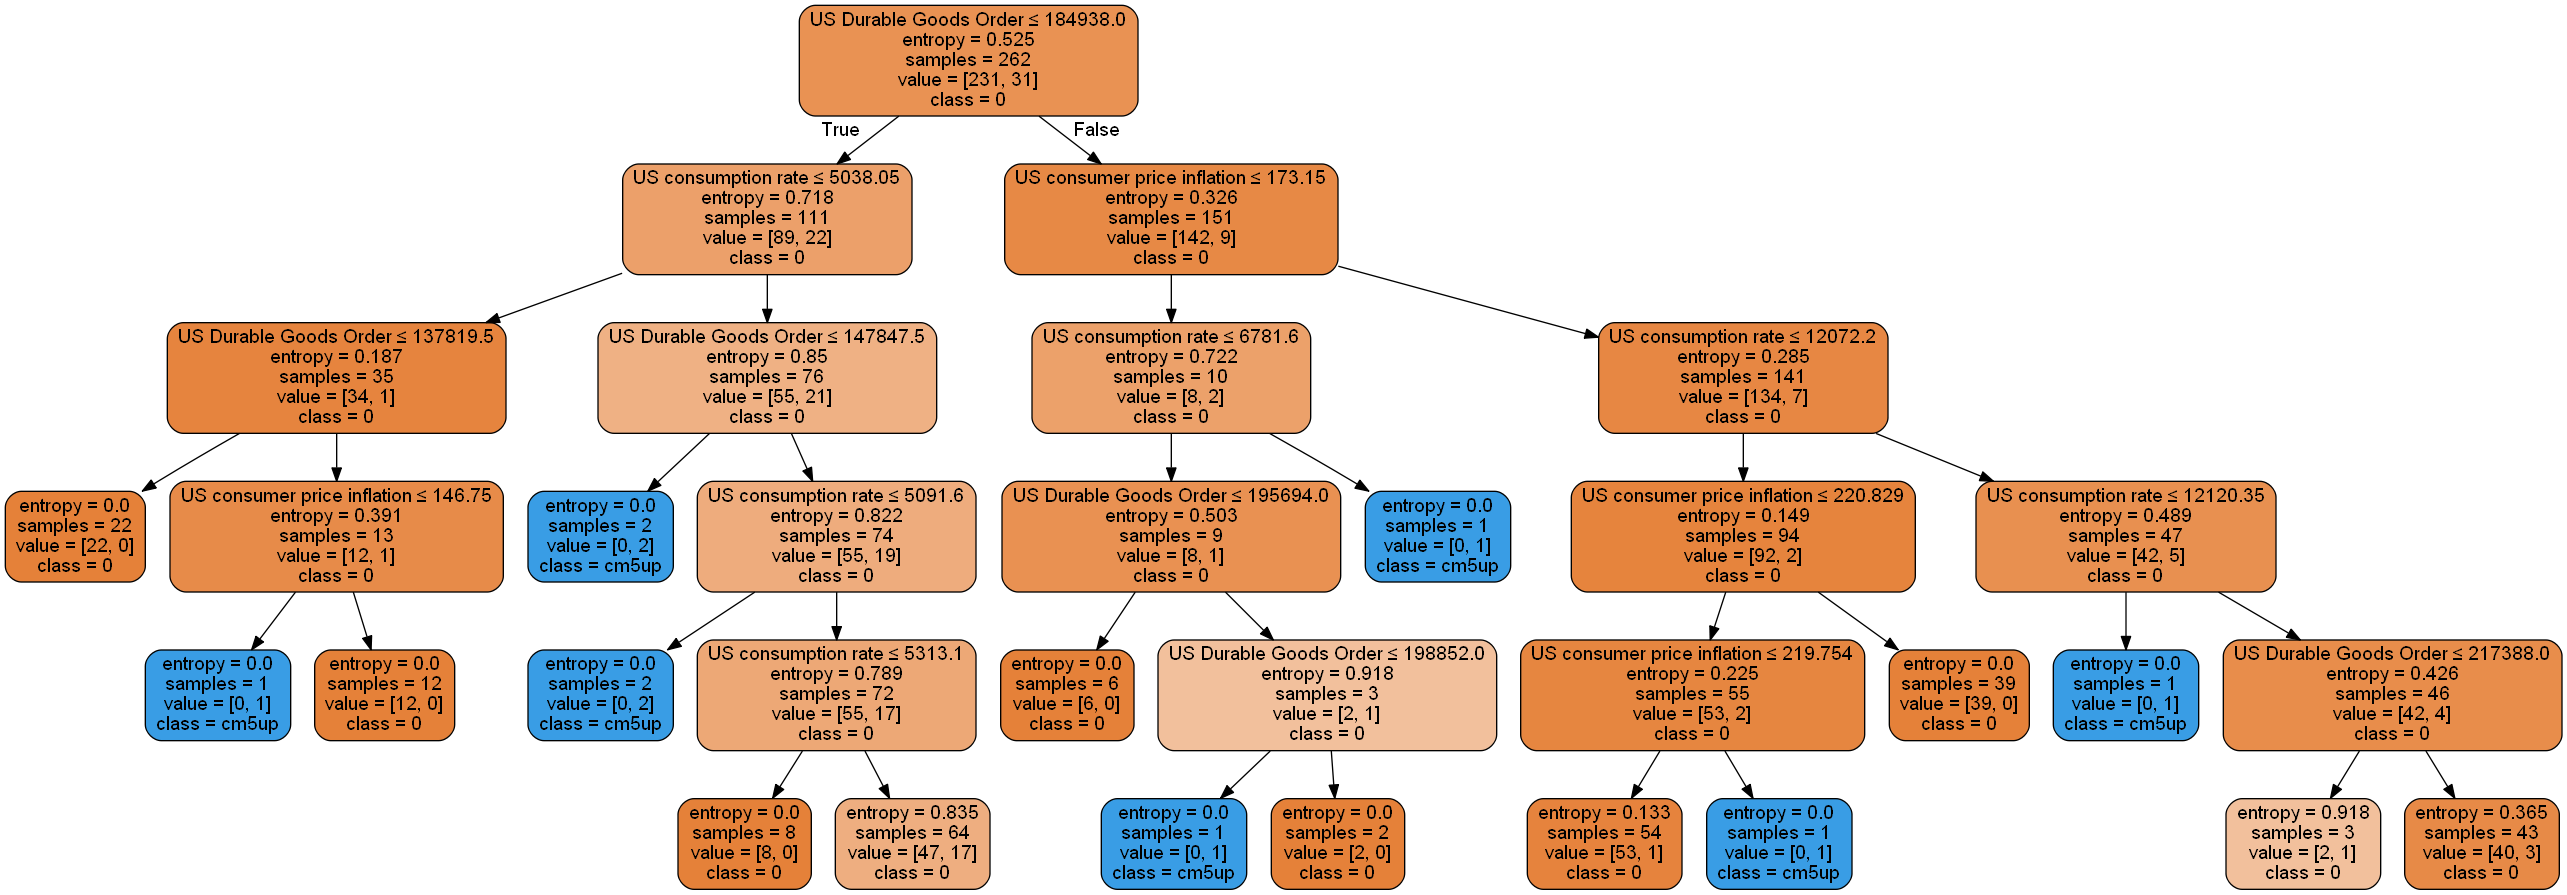 US Durable Goods Order ≤ 184938.0
entropy = 0.525
samples = 262
value = [231, 31]
class = 0
True
False
US consumption rate ≤ 5038.05
entropy = 0.718
samples = 111
value = [89, 22]
class = 0
US consumer price inflation ≤ 173.15
entropy = 0.326
samples = 151
value = [142, 9]
class = 0
US Durable Goods Order ≤ 137819.5
entropy = 0.187
samples = 35
value = [34, 1]
class = 0
US Durable Goods Order ≤ 147847.5
entropy = 0.85
samples = 76
value = [55, 21]
class = 0
US consumption rate ≤ 6781.6
entropy = 0.722
samples = 10
value = [8, 2]
class = 0
US consumption rate ≤ 12072.2
entropy = 0.285
samples = 141
value = [134, 7]
class = 0
entropy = 0.0
samples = 22
value = [22, 0]
class = 0
US consumer price inflation ≤ 146.75
entropy = 0.391
samples = 13
value = [12, 1]
class = 0
entropy = 0.0
samples = 2
value = [0, 2]
class = cm5up
US consumption rate ≤ 5091.6
entropy = 0.822
samples = 74
value = [55, 19]
class = 0
US Durable Goods Order ≤ 195694.0
entropy = 0.503
samples = 9
value = [8, 1]
class = 0
entropy = 0.0
samples = 1
value = [0, 1]
class = cm5up
US consumer price inflation ≤ 220.829
entropy = 0.149
samples = 94
value = [92, 2]
class = 0
US consumption rate ≤ 12120.35
entropy = 0.489
samples = 47
value = [42, 5]
class = 0
entropy = 0.0
samples = 1
value = [0, 1]
class = cm5up
entropy = 0.0
samples = 12
value = [12, 0]
class = 0
entropy = 0.0
samples = 2
value = [0, 2]
class = cm5up
US consumption rate ≤ 5313.1
entropy = 0.789
samples = 72
value = [55, 17]
class = 0
entropy = 0.0
samples = 6
value = [6, 0]
class = 0
US Durable Goods Order ≤ 198852.0
entropy = 0.918
samples = 3
value = [2, 1]
class = 0
US consumer price inflation ≤ 219.754
entropy = 0.225
samples = 55
value = [53, 2]
class = 0
entropy = 0.0
samples = 39
value = [39, 0]
class = 0
entropy = 0.0
samples = 1
value = [0, 1]
class = cm5up
US Durable Goods Order ≤ 217388.0
entropy = 0.426
samples = 46
value = [42, 4]
class = 0
entropy = 0.0
samples = 8
value = [8, 0]
class = 0
entropy = 0.835
samples = 64
value = [47, 17]
class = 0
entropy = 0.0
samples = 1
value = [0, 1]
class = cm5up
entropy = 0.0
samples = 2
value = [2, 0]
class = 0
entropy = 0.133
samples = 54
value = [53, 1]
class = 0
entropy = 0.0
samples = 1
value = [0, 1]
class = cm5up
entropy = 0.918
samples = 3
value = [2, 1]
class = 0
entropy = 0.365
samples = 43
value = [40, 3]
class = 0